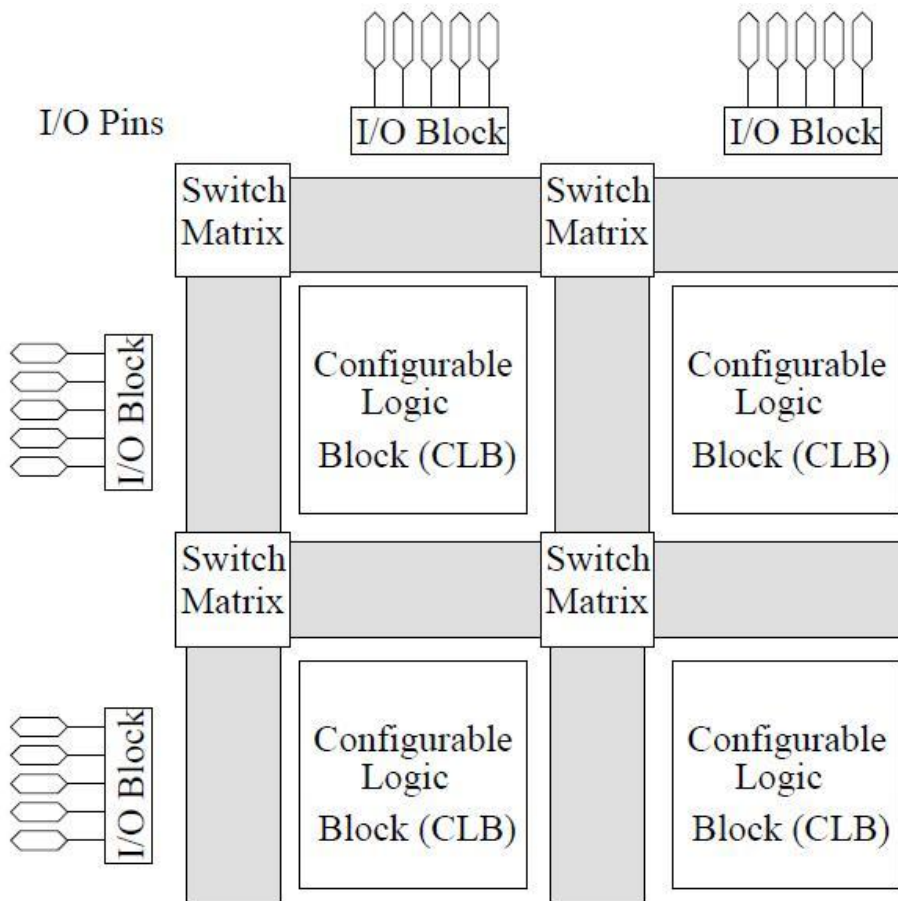 I/O Pins
I/O Block
I/O Block
Switch
Matrix
Switch
Matrix
I/O Block
Configurable
Logic
Block (CLB)
Configurable
Logic
Block (CLB)
Switch
Matrix
Switch
Matrix
I/O Block
Configurable
Logic
Block (CLB)
Configurable
Logic
Block (CLB)